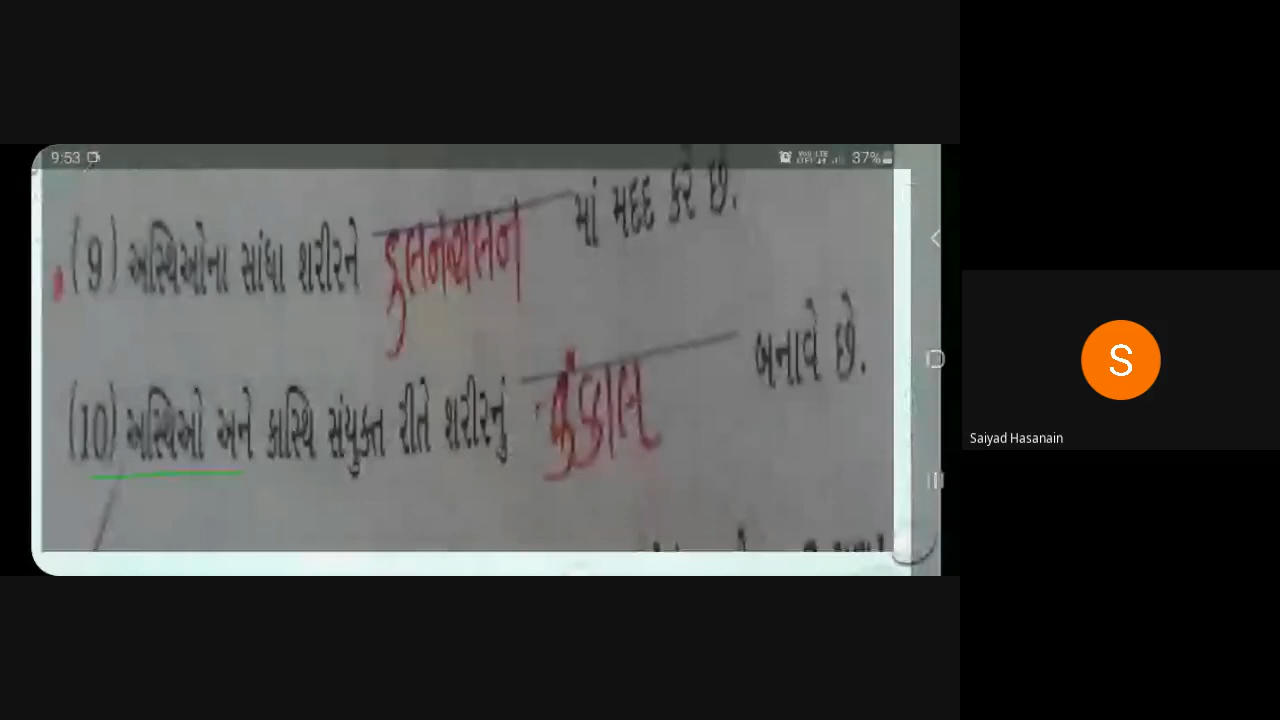 9:53 37%
(9) અસ્થિઓના સાંધા શરીરને હલનચલન માં મદદ કરે છે.
(10) અસ્થિઓ અને કાસ્થિ સંયુક્ત રીતે શરીરનું કંકાલ બનાવે છે.
S
Saiyad Hasanain